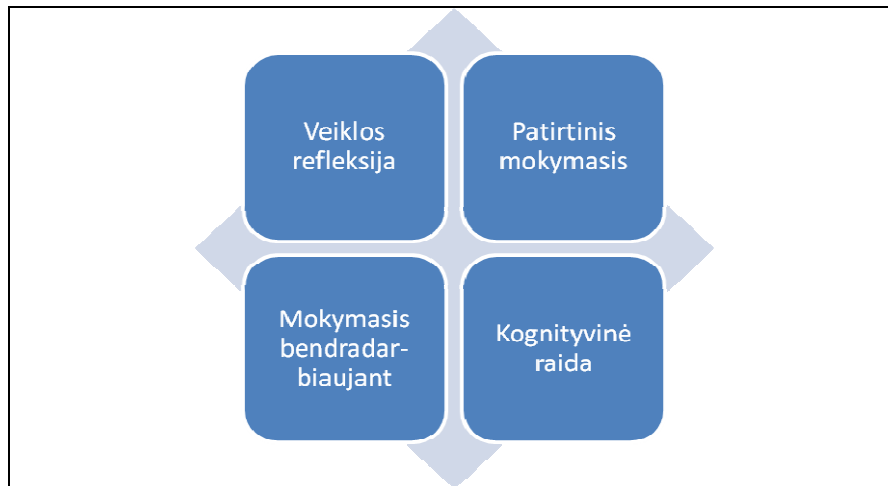 Veiklos
refleksija
Patirtinis
mokymasis
Mokymasis
bendradar-
biaujant
Kognityvinė
raida